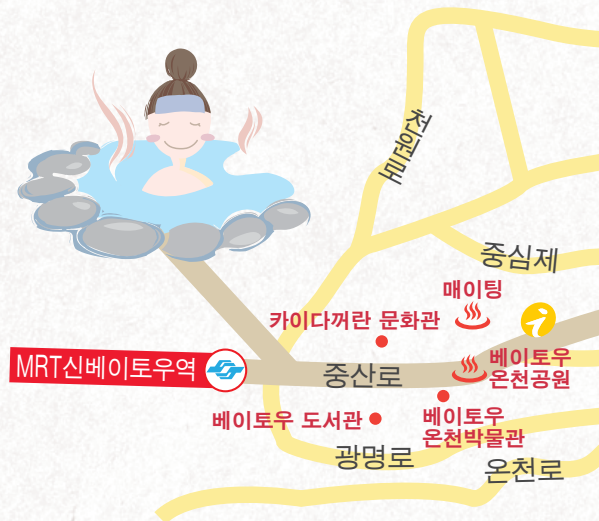 천원로
중심제
매이팅
카이다꺼란 문화관
MRT신베이토우역
중산로
베이토우
온천공원
베이토우 도서관
베이토우
온천박물관
광명로
온천로